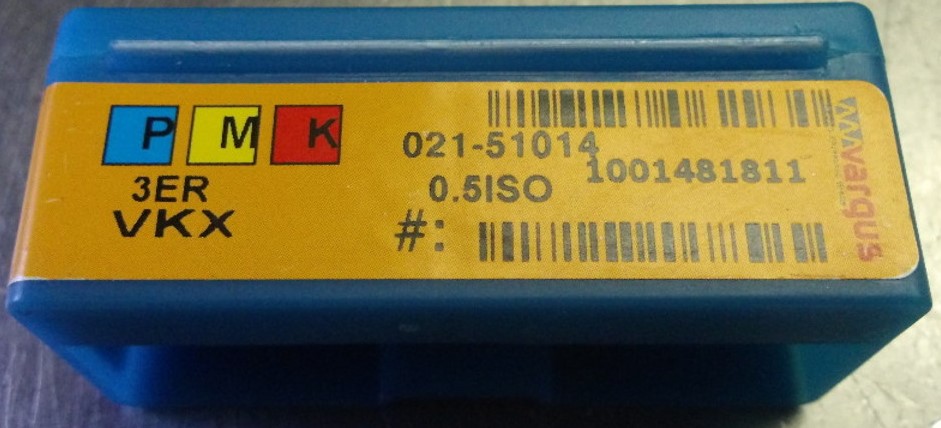 P M K
021-51014
1001481811
3ER
0.5ISO
VKX
#:
vargus